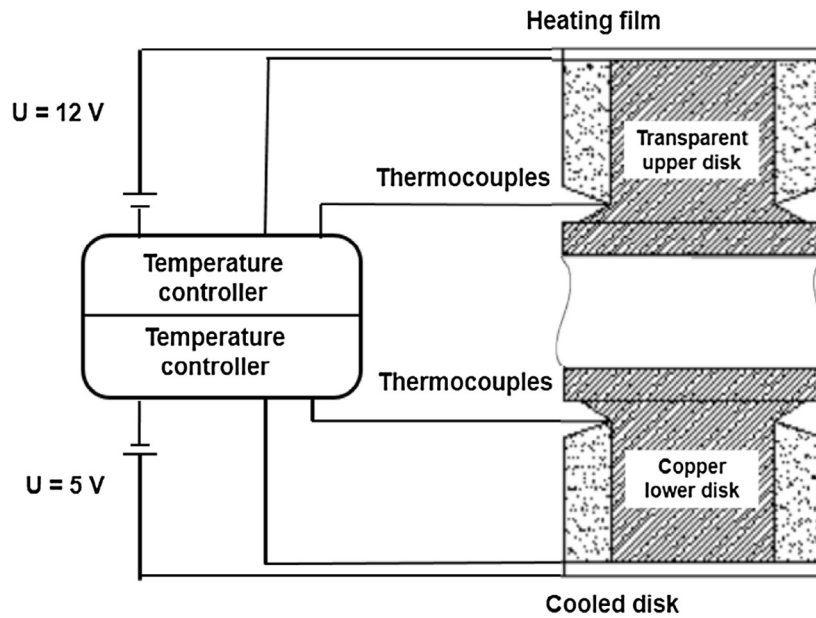 Heating film
U = 12 V
Transparent
upper disk
Thermocouples
Temperature
controller
Temperature
controller
Thermocouples
Copper
lower disk
U = 5 V
Cooled disk